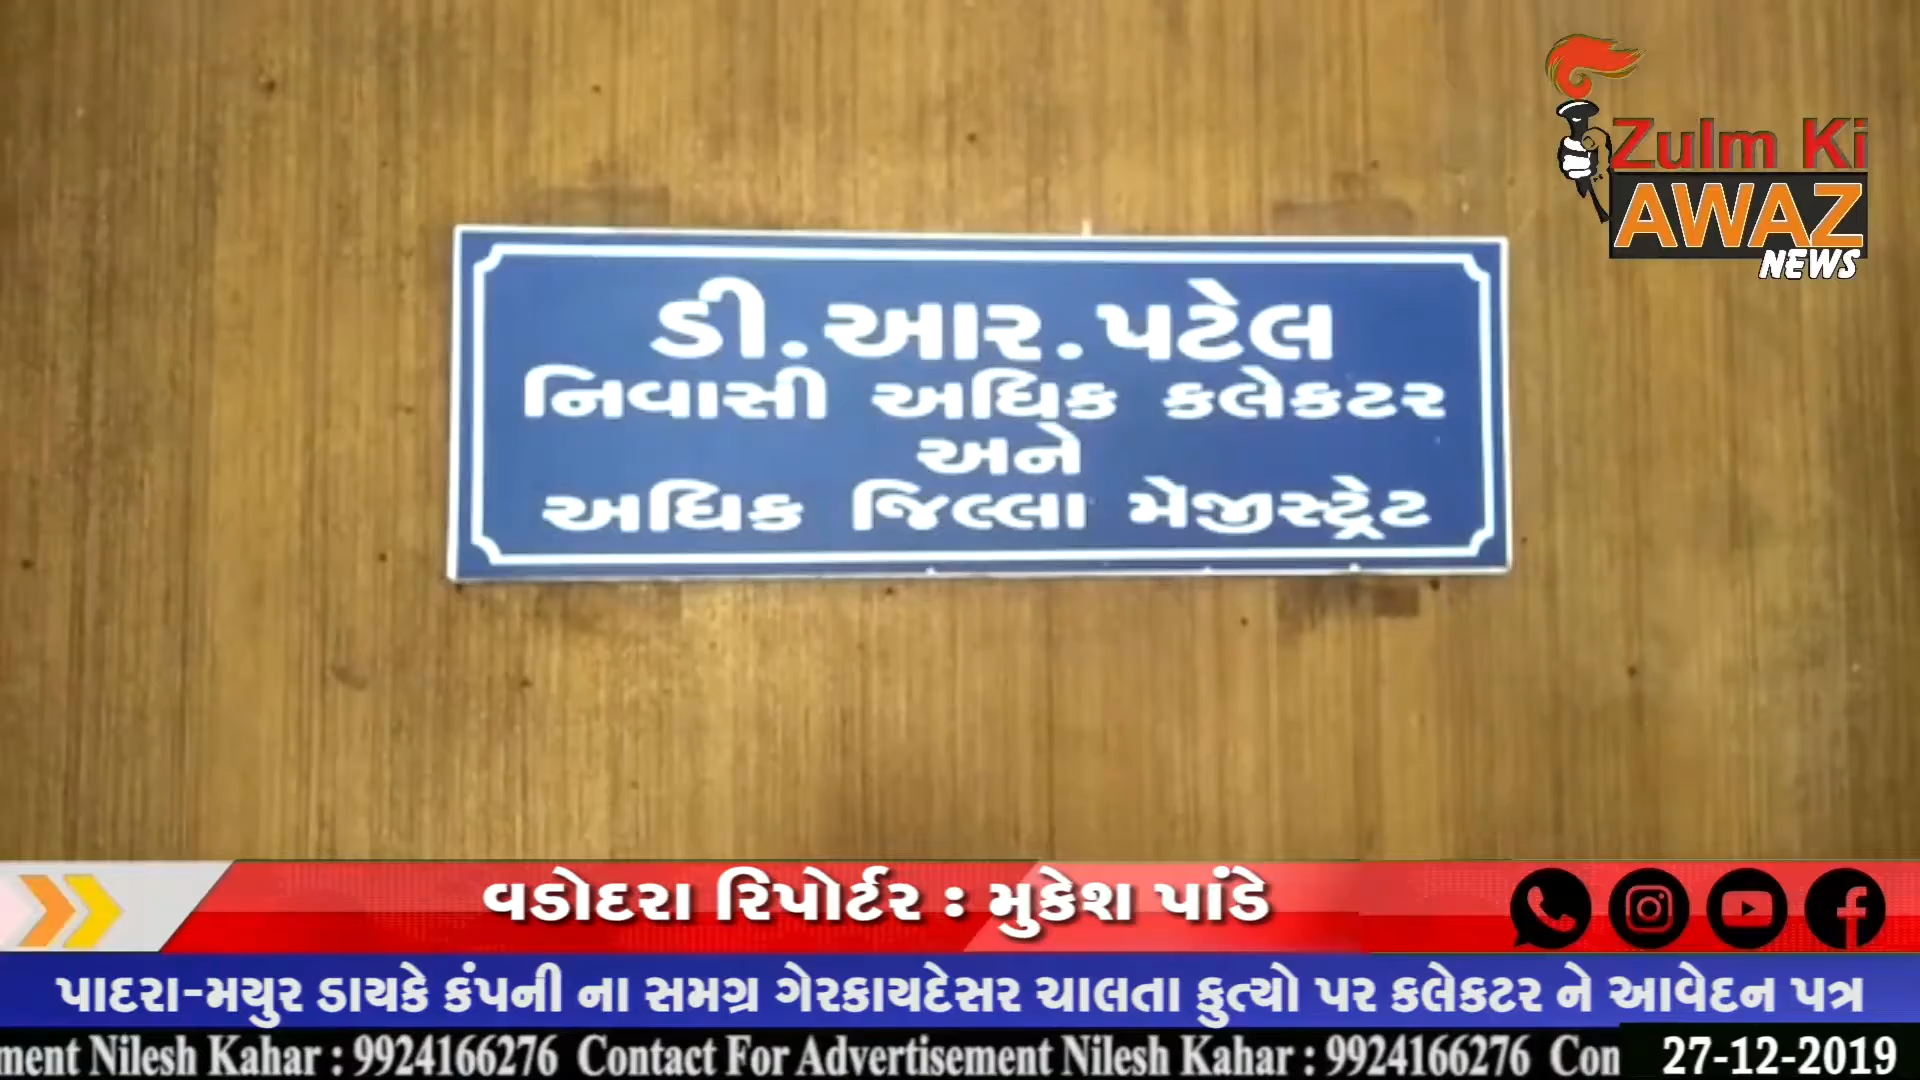 Zulm Ki
AWAZ
NEWS
ડી.આર.પટેલ
નિવાસી અધિક કલેકટર
અને
અધિક જિલ્લા મેજીસ્ટ્રેટ
વડોદરા રિપોર્ટર : મુકેશ પાંડે
પાદરા-મયુર ડાયકે કંપની ના સમગ્ર ગેરકાયદેસર ચાલતા કુત્યો પર કલેકટર ને આવેદન પત્ર
ment Nilesh Kahar : 9924166276 Contact For Advertisement Nilesh Kahar : 9924166276 Con
27-12-2019